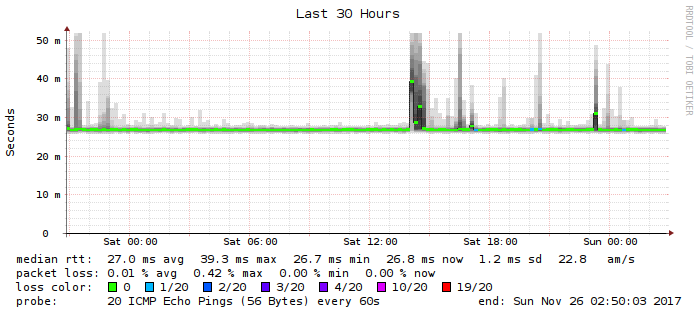 Last 30 Hours
RRDTOOL / TOBI OETIKER
Seconds
50 m
40 m
30 m
20 m
10 m
0
Sat 00:00 Sat 06:00 Sat 12:00 Sat 18:00 Sun 00:00
median rtt: 27.0 ms avg 39.3 ms max 26.7 ms min 26.8 ms now 1.2 ms sd 22.8 am/s
packet loss: 0.01 % avg 0.42 % max 0.00 % min 0.00 % now
loss color: 0 1/20 2/20 3/20 4/20 10/20 19/20
probe: 20 ICMP Echo Pings (56 Bytes) every 60s end: Sun Nov 26 02:50:03 2017